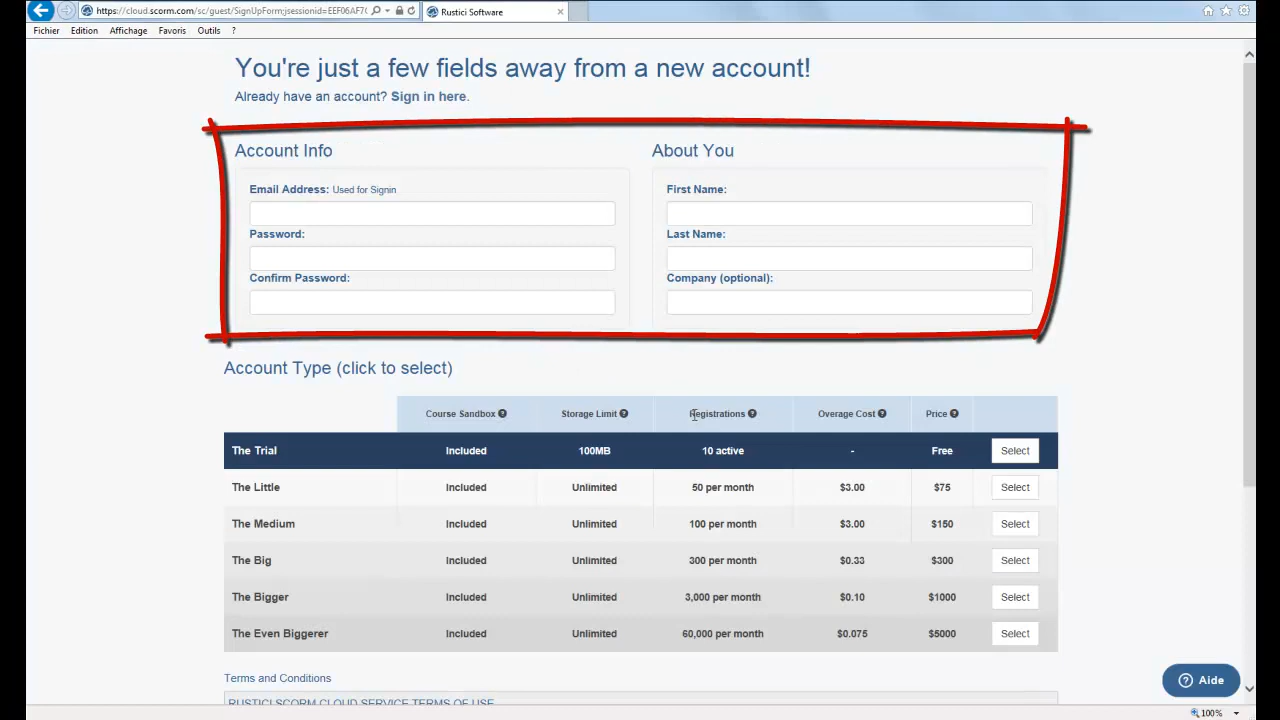 https://cloud.scorm.com/sc/guest/SignUpForm;jsessionid=EEF06AF7
Rustici Software
Fichier Edition Affichage Favoris Outils ?
You're just a few fields away from a new account!
Already have an account? Sign in here.
Account Info About You
Email Address: Used for Signin First Name:
Password: Last Name:
Confirm Password: Company (optional):
Account Type (click to select)
Course Sandbox Storage Limit Registrations Overage Cost Price
The Trial Included 100MB 10 active - Free Select
The Little Included Unlimited 50 per month $3.00 $75 Select
The Medium Included Unlimited 100 per month $3.00 $150 Select
The Big Included Unlimited 300 per month $0.33 $300 Select
The Bigger Included Unlimited 3,000 per month $0.10 $1000 Select
The Even Biggerer Included Unlimited 60,000 per month $0.075 $5000 Select
Terms and Conditions
RUSTICI SCORM CLOUD SERVICE TERMS OF USE
Aide
100%